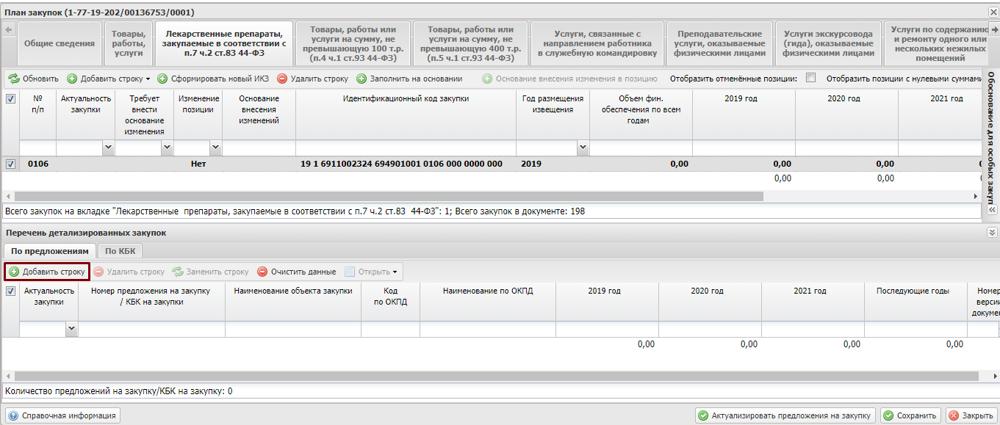 План закупок (1-77-19-202/00136753/0001)
Общие сведения
Товары,
работы,
услуги
Лекарственные препараты,
закупаемые в соответствии с
п.7 ч.2 ст.83 44-ФЗ
Товары, работы или
услуги на сумму, не
превышающую 100 т.р.
(п.4 ч.1 ст.93 44-ФЗ)
Товары, работы или
услуги на сумму, не
превышающую 400 т.р.
(п.5 ч.1 ст.93 44-ФЗ)
Услуги, связанные с
направлением работника
в служебную командировку
Преподавательские
услуги, оказываемые
физическими лицами
Услуги экскурсовода
(гида), оказываемые
физическими лицами
Услуги по содержанию
и ремонту одного или
нескольких нежилых
помещений
Обновить Добавить строку Сформировать новый ИКЗ Удалить строку Заполнить на основании Основание внесения изменения в позицию Отобразить отменённые позиции: Отобразить позиции с нулевыми суммами
№
п/п
Актуальность
закупки
Требует
внести
основание
изменения
Изменение
позиции
Основание
внесения
изменений
Идентификационный код закупки
Год размещения
извещения
Объем фин.
обеспечения по всем
годам
2019 год
2020 год
2021 год
0106 Нет 19 1 6911002324 694901001 0106 000 0000 000 2019 0,00 0,00 0,00 0
0,00 0,00 0
Обоснование для особых закуп
Всего закупок на вкладке "Лекарственные препараты, закупаемые в соответствии с п.7 ч.2 ст.83 44-ФЗ": 1; Всего закупок в документе: 198
Перечень детализированных закупок
По предложениям По КБК
Добавить строку Удалить строку Заменить строку Очистить данные Открыть
Актуальность
закупки
Номер предложения на закупку
/ КБК на закупки
Наименование объекта закупки
Код
по ОКПД
Наименование по ОКПД
2019 год
2020 год
2021 год
Последующие годы
Номер
верси
докумен
0,00 0,00 0,00 0,00
Количество предложений на закупку/КБК на закупку: 0
Справочная информация Актуализировать предложения на закупку Сохранить Закрыть